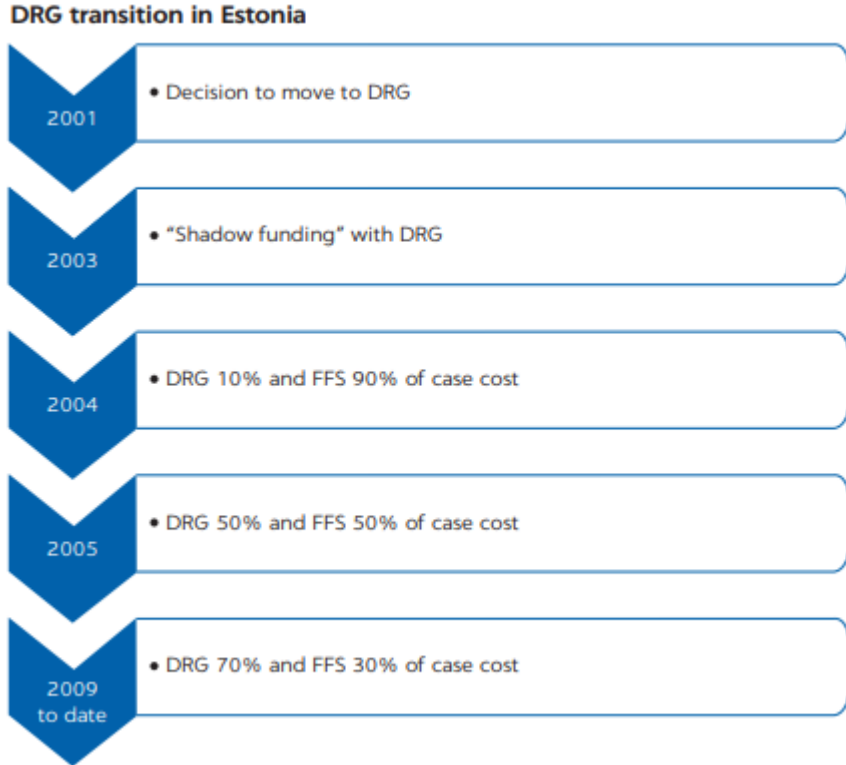 DRG transition in Estonia
2001
• Decision to move to DRG
2003
• “Shadow funding” with DRG
2004
• DRG 10% and FFS 90% of case cost
2005
• DRG 50% and FFS 50% of case cost
2009
to date
• DRG 70% and FFS 30% of case cost